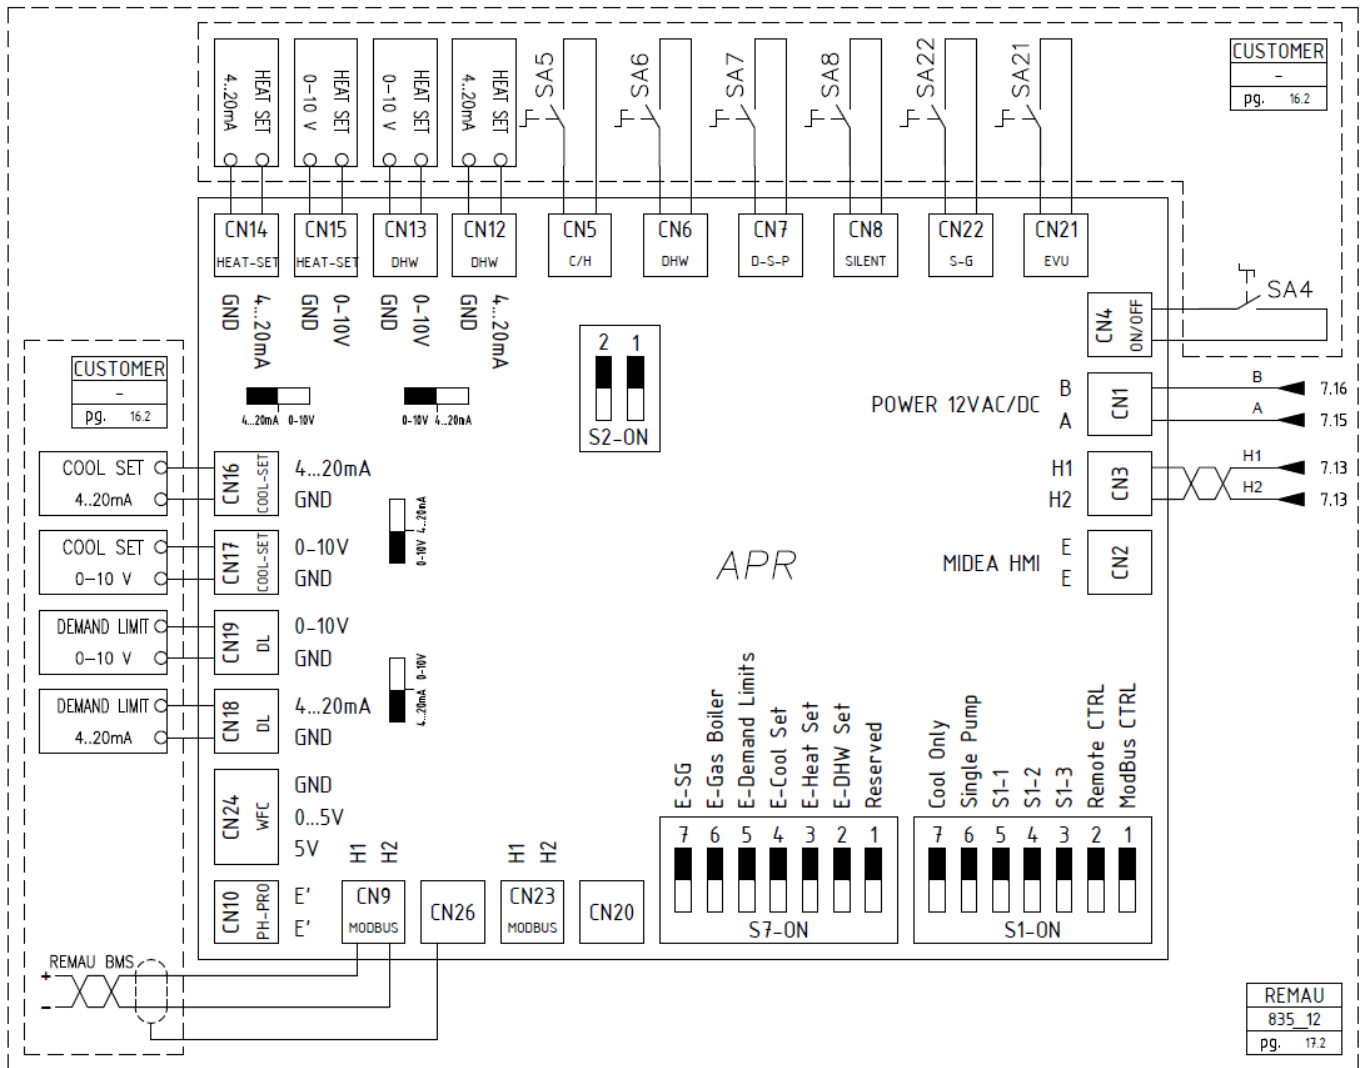 HEAT SET
4..20mA
HEAT SET
0-10 V
HEAT SET
0-10 V
HEAT SET
4..20mA
SA5
SA6
SA7
SA8
SA22
SA21
CUSTOMER
-
pg. 16.2
CN14
HEAT-SET
CN15
HEAT-SET
CN13
DHW
CN12
DHW
CN5
C/H
CN6
DHW
CN7
D-S-P
CN8
SILENT
CN22
S-G
CN21
EVU
GND
4...20mA
GND
0-10V
GND
0-10V
GND
4...20mA
CN4
ON/OFF
SA4
2 1
S2-ON
4...20mA 0-10V
0-10V 4...20mA
POWER 12VAC/DC
B
A
CN1
B
7.16
A
7.15
H1
H2
CN3
H1
7.13
H2
7.13
MIDEA HMI
E
E
CN2
CUSTOMER
-
pg. 16.2
COOL SET
4..20mA
CN16
COOL-SET
4...20mA
GND
0-10V 4...20mA
COOL SET
0-10 V
CN17
COOL-SET
0-10V
GND
APR
DEMAND LIMIT
0-10 V
CN19
DL
0-10V
GND
4...20mA 0-10V
DEMAND LIMIT
4..20mA
CN18
DL
4...20mA
GND
CN24
WFC
GND
0...5V
5V
CN10
PH-PRO
E'
E'
H1
H2
CN9
MODBUS
CN26
H1
H2
CN23
MODBUS
CN20
E-SG
E-Gas Boiler
E-Demand Limits
E-Cool Set
E-Heat Set
E-DHW Set
Reserved
7 6 5 4 3 2 1
S7-ON
Cool Only
Single Pump
S1-1
S1-2
S1-3
Remote CTRL
ModBus CTRL
7 6 5 4 3 2 1
S1-ON
REMAU BMS
+
-
REMAU
835_12
pg. 17.2